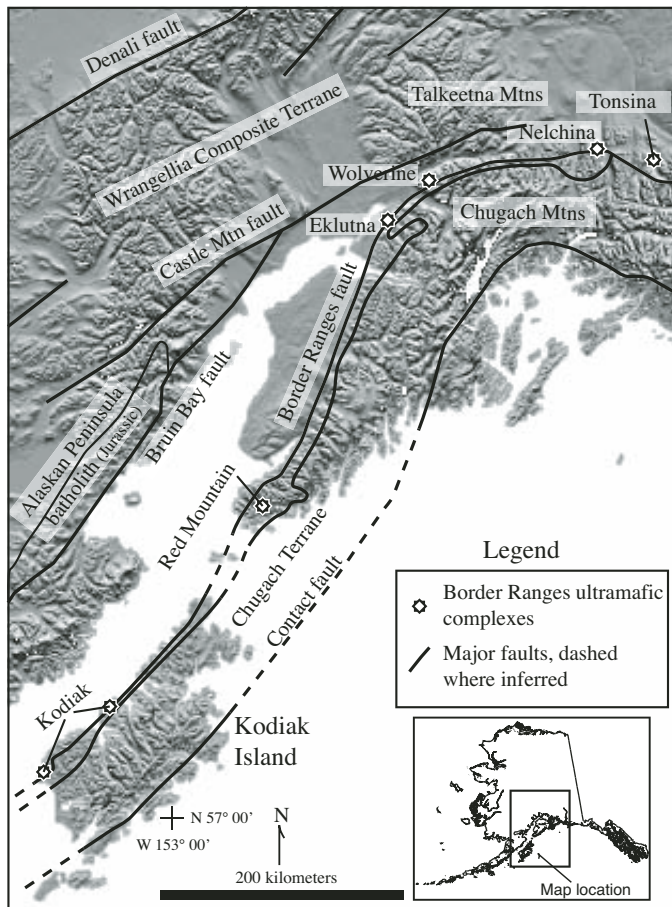 Denali fault
Talkeetna Mtns
Tonsina
Nelchina
Wrangellia Composite Terrane
Wolverine
Eklutna
Chugach Mtns
Castle Mtn fault
Border Ranges fault
Bruin Bay fault
Alaskan Peninsula
batholith (Jurassic)
Red Mountain
Chugach Terrane
Contact fault
Legend
Border Ranges ultramafic
complexes
Major faults, dashed
where inferred
Kodiak
Kodiak
Island
N 57° 00'
W 153° 00'
N
200 kilometers
Map location